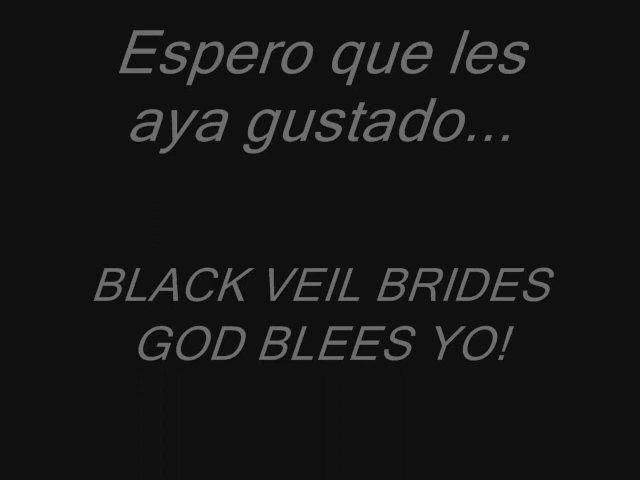 Espero que les
aya gustado...
BLACK VEIL BRIDES
GOD BLEES YO!